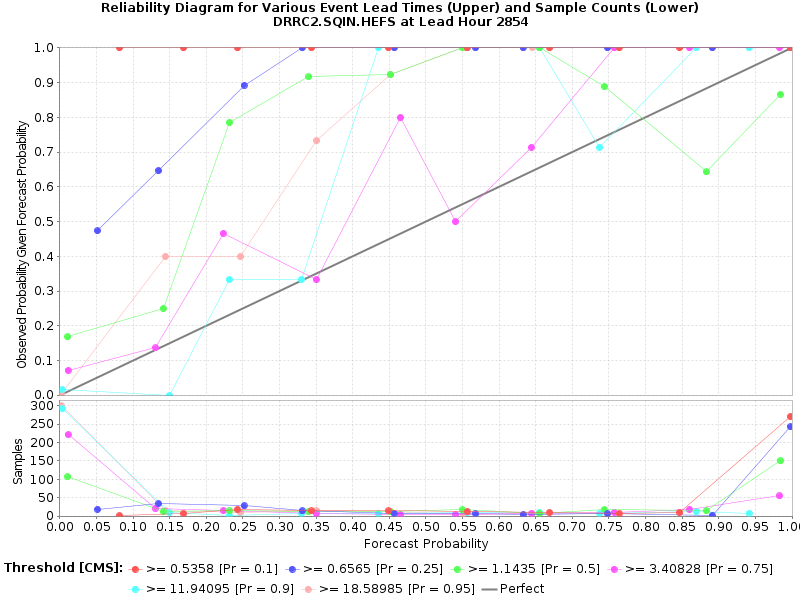 Reliability Diagram for Various Event Lead Times (Upper) and Sample Counts (Lower)
DRRC2.SQIN.HEFS at Lead Hour 2854
Observed Probability Given Forecast Probability
1.0
0.9
0.8
0.7
0.6
0.5
0.4
0.3
0.2
0.1
0.0
Samples
300
250
200
150
100
50
0
0.00 0.05 0.10 0.15 0.20 0.25 0.30 0.35 0.40 0.45 0.50 0.55 0.60 0.65 0.70 0.75 0.80 0.85 0.90 0.95 1.0
Forecast Probability
Threshold [CMS]: >= 0.5358 [Pr = 0.1] >= 0.6565 [Pr = 0.25] >= 1.1435 [Pr = 0.5] >= 3.40828 [Pr = 0.75]
>= 11.94095 [Pr = 0.9] >= 18.58985 [Pr = 0.95] Perfect